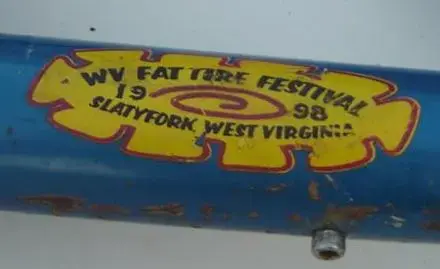 WV FAT TIRE FESTIVAL
19 98
SLATYFORK, WEST VIRGINIA